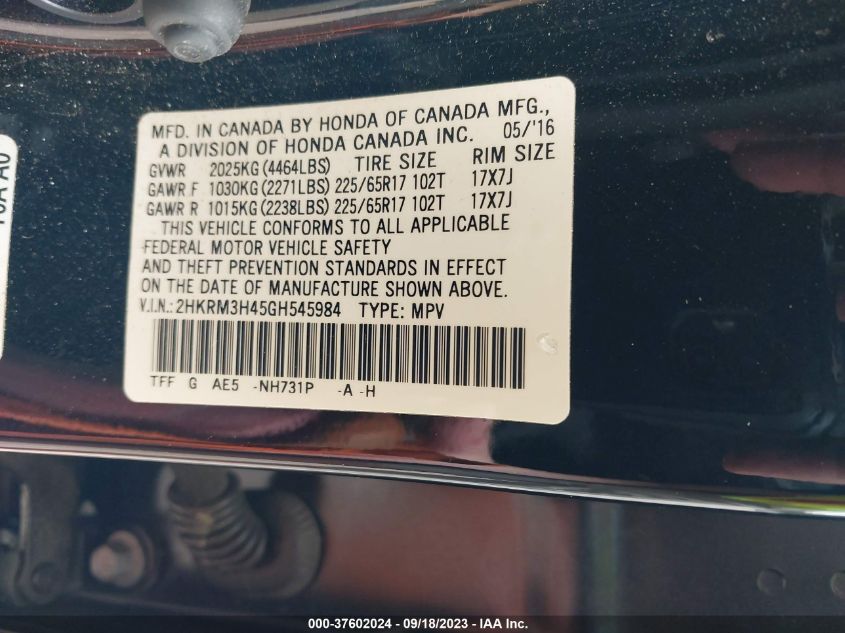 MFD. IN CANADA BY HONDA OF CANADA MFG.,
A DIVISION OF HONDA CANADA INC. 05/'16
GVWR 2025KG(4464LBS) TIRE SIZE RIM SIZE
GAWR F 1030KG(2271LBS) 225/65R17 102T 17X7J
GAWR R 1015KG(2238LBS) 225/65R17 102T 17X7J
THIS VEHICLE CONFORMS TO ALL APPLICABLE
FEDERAL MOTOR VEHICLE SAFETY
AND THEFT PREVENTION STANDARDS IN EFFECT
ON THE DATE OF MANUFACTURE SHOWN ABOVE.
V.I.N.: 2HKRM3H45GH545984 TYPE: MPV
TFF G AE5 -NH731P -A -H
000-37602024 - 09/18/2023 - IAA Inc.